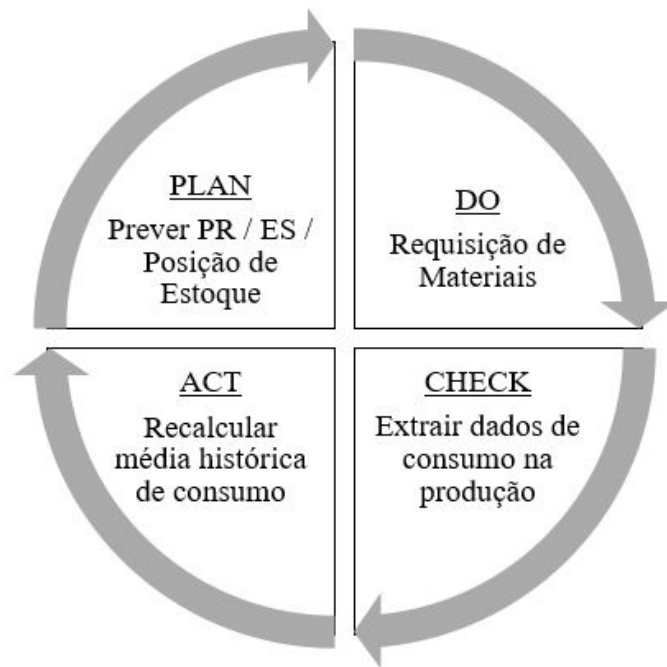 PLAN
Prever PR / ES /
Posição de
Estoque
DO
Requisição de
Materiais
ACT
Recalcular
média histórica
de consumo
CHECK
Extrair dados de
consumo na
produção